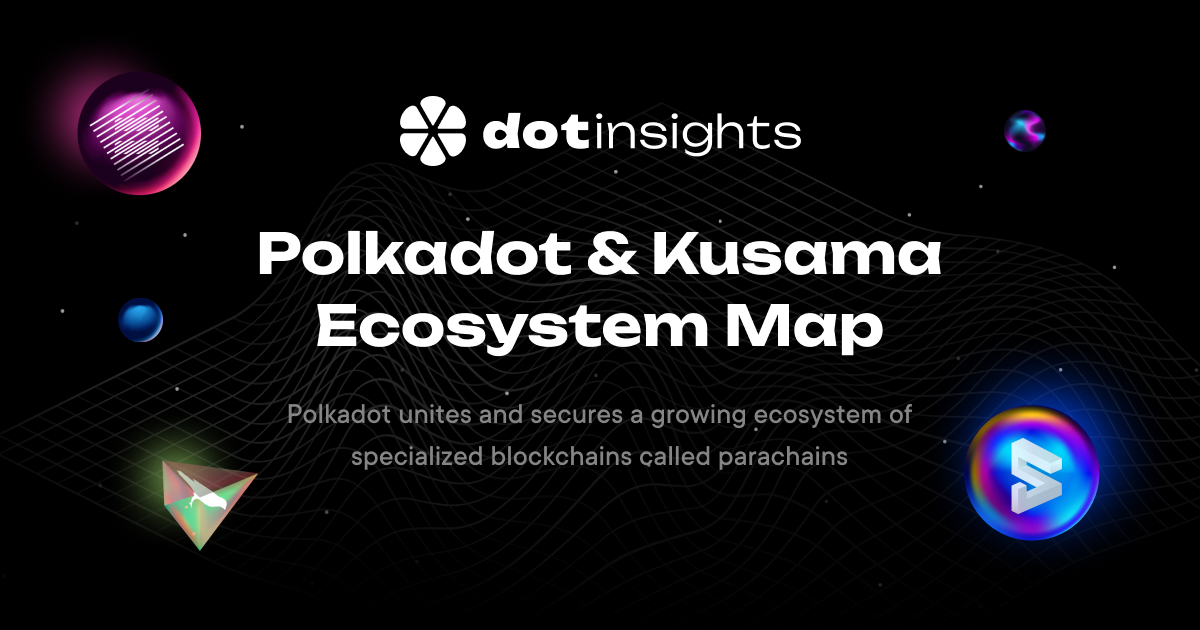 dotinsights
Polkadot & Kusama
Ecosystem Map
Polkadot unites and secures a growing ecosystem of
specialized blockchains called parachains